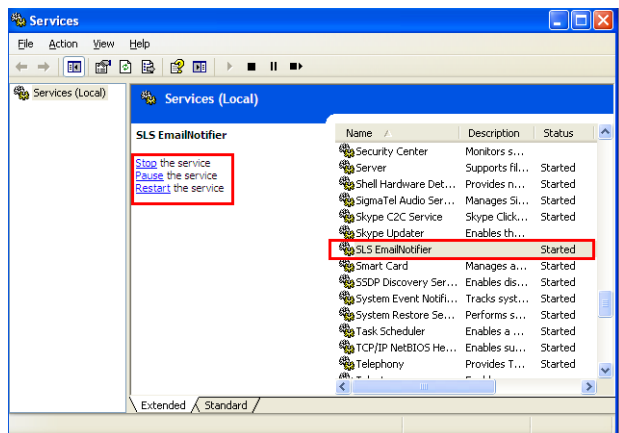 Services
File Action View Help
Services (Local)
Services (Local)
SLS EmailNotifier
Stop the service
Pause the service
Restart the service
Name Description Status
Security Center Monitors s...
Server Supports fil... Started
Shell Hardware Det... Provides n... Started
SigmaTel Audio Ser... Manages Si... Started
Skype C2C Service Skype Click... Started
Skype Updater Enables th...
SLS EmailNotifier Started
Smart Card Manages a... Started
SSDP Discovery Ser... Enables dis... Started
System Event Notifi... Tracks syst... Started
System Restore Se... Performs s... Started
Task Scheduler Enables a ... Started
TCP/IP NetBIOS He... Enables su... Started
Telephony Provides T... Started
Extended Standard